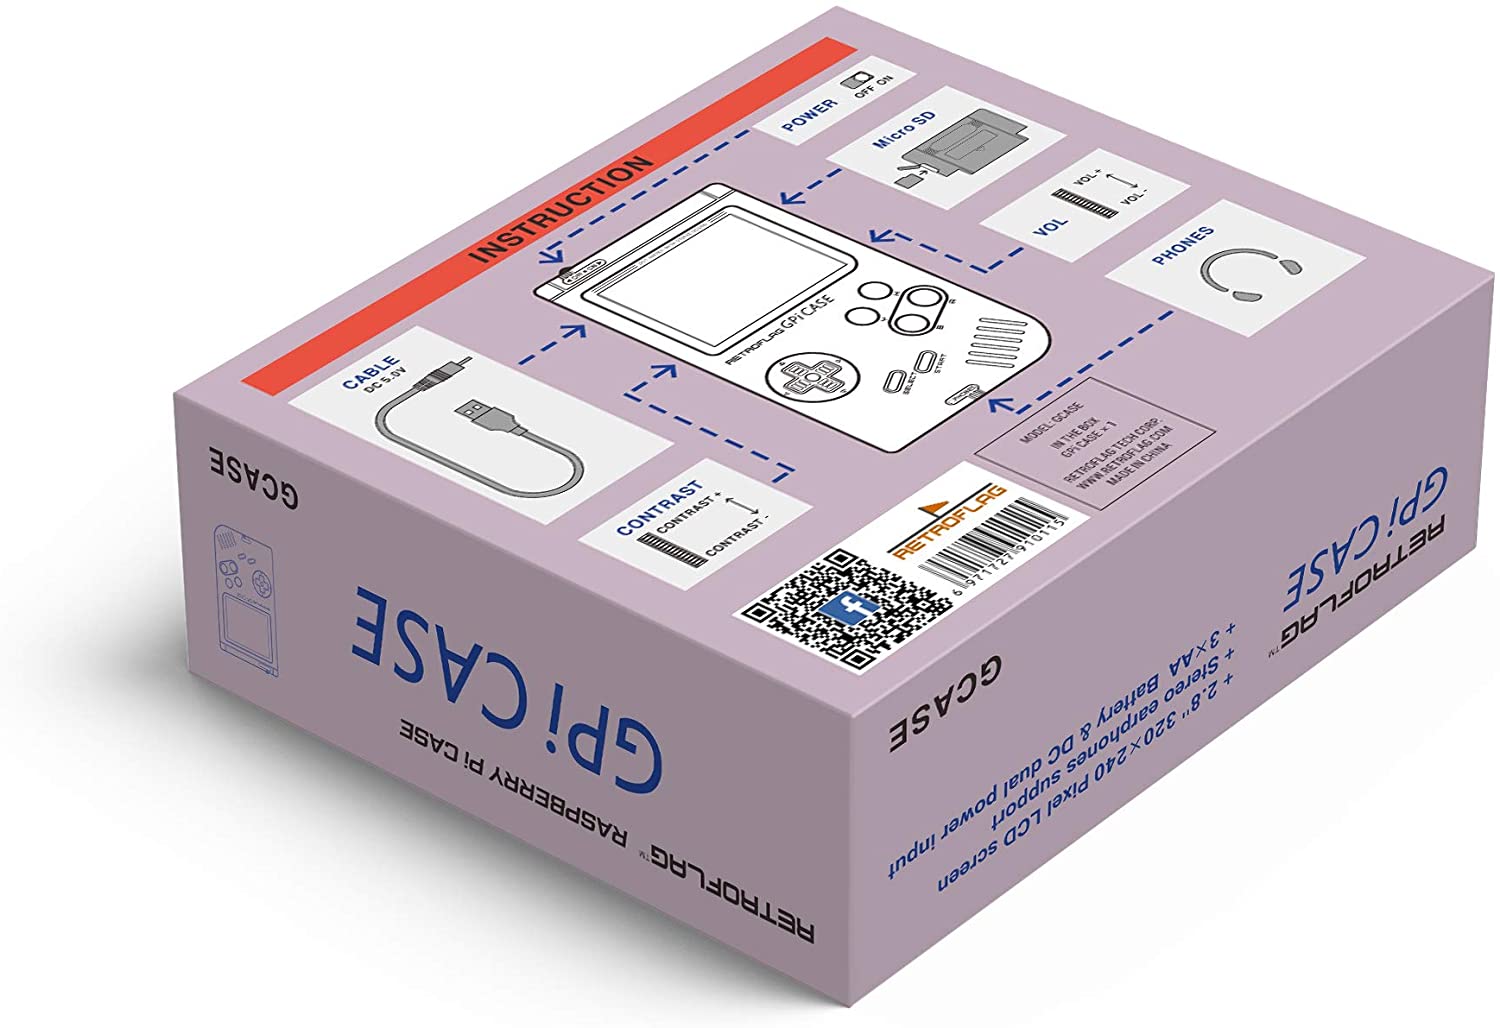 INSTRUCTION
POWER
OFF ON
Micro SD
VOL
VOL+
VOL-
PHONES
CABLE
DC 5.0V
CONTRAST
CONTRAST +
CONTRAST -
RETROFLAG GPi CASE
SELECT
START
B
MODEL: GCASE
IN THE BOX
GPi CASE × 1
RETROFLAG TECH CORP.
WWW.RETROFLAG.COM
MADE IN CHINA
RETROFLAG
6 971727 910115
f
GCASE
GPi CASE
RETROFLAG™ RASPBERRY Pi CASE
GCASE
RETROFLAG™
GPi CASE
+ 2.8" 320×240 Pixel LCD screen
+ Stereo earphones support
+ 3×AA Battery & DC dual power input